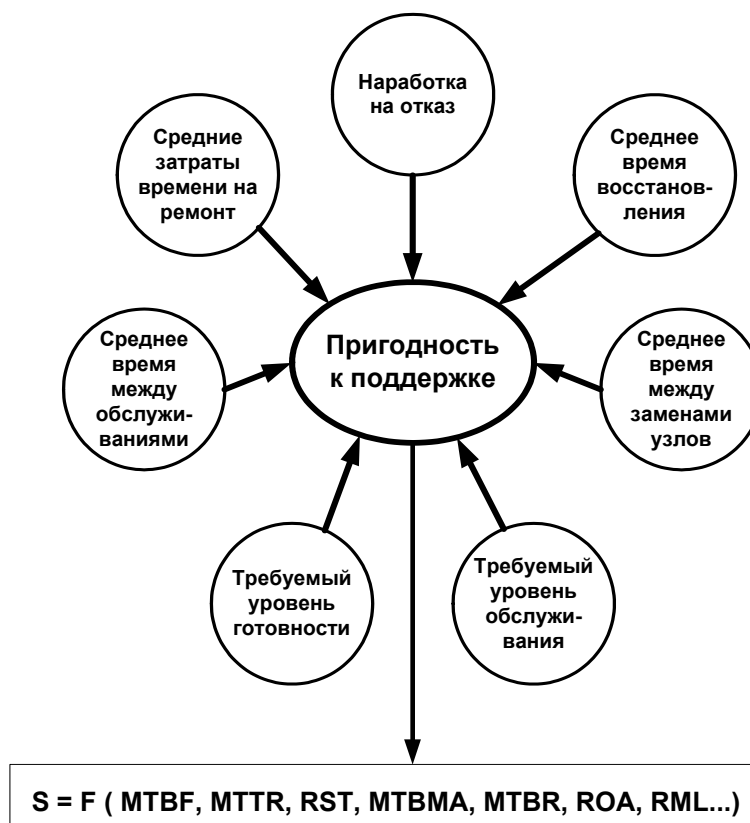 Наработка
на отказ
Средние
затраты
времени на
ремонт
Среднее
время
восстанов-
ления
Среднее
время
между
обслужи-
ваниями
Пригодность
к поддержке
Среднее
время
между
заменами
узлов
Требуемый
уровень
готовности
Требуемый
уровень
обслужи-
вания
S = F ( MTBF, MTTR, RST, MTBMA, MTBR, ROA, RML...)